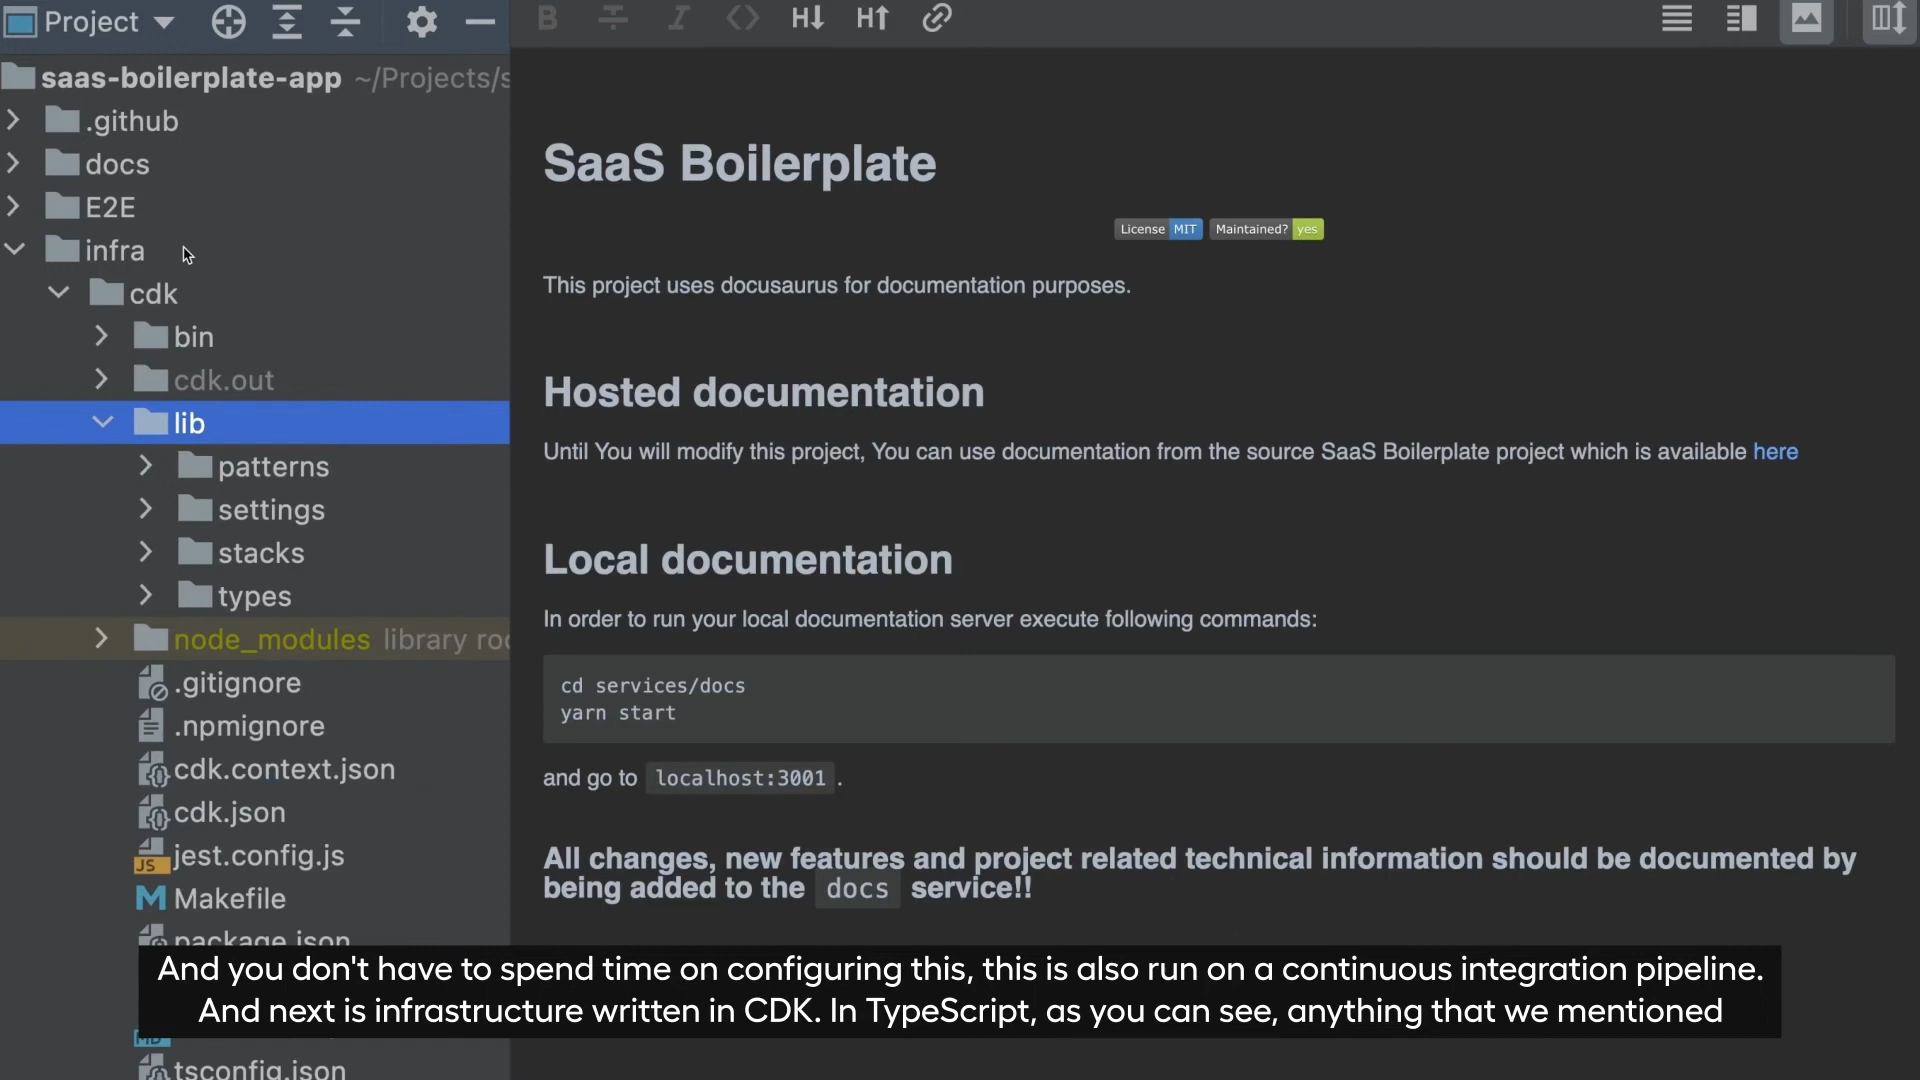 Project
B I <> H↓ H↑
saas-boilerplate-app ~/Projects/s
.github
docs
E2E
infra
cdk
bin
cdk.out
lib
patterns
settings
stacks
types
node_modules library roo
.gitignore
.npmignore
cdk.context.json
cdk.json
JS jest.config.js
Makefile
package.json
MD
tsconfig.json
SaaS Boilerplate
License MIT Maintained? yes
This project uses docusaurus for documentation purposes.
Hosted documentation
Until You will modify this project, You can use documentation from the source SaaS Boilerplate project which is available here
Local documentation
In order to run your local documentation server execute following commands:
cd services/docs
yarn start
and go to localhost:3001.
All changes, new features and project related technical information should be documented by
being added to the docs service!!
And you don't have to spend time on configuring this, this is also run on a continuous integration pipeline.
And next is infrastructure written in CDK. In TypeScript, as you can see, anything that we mentioned